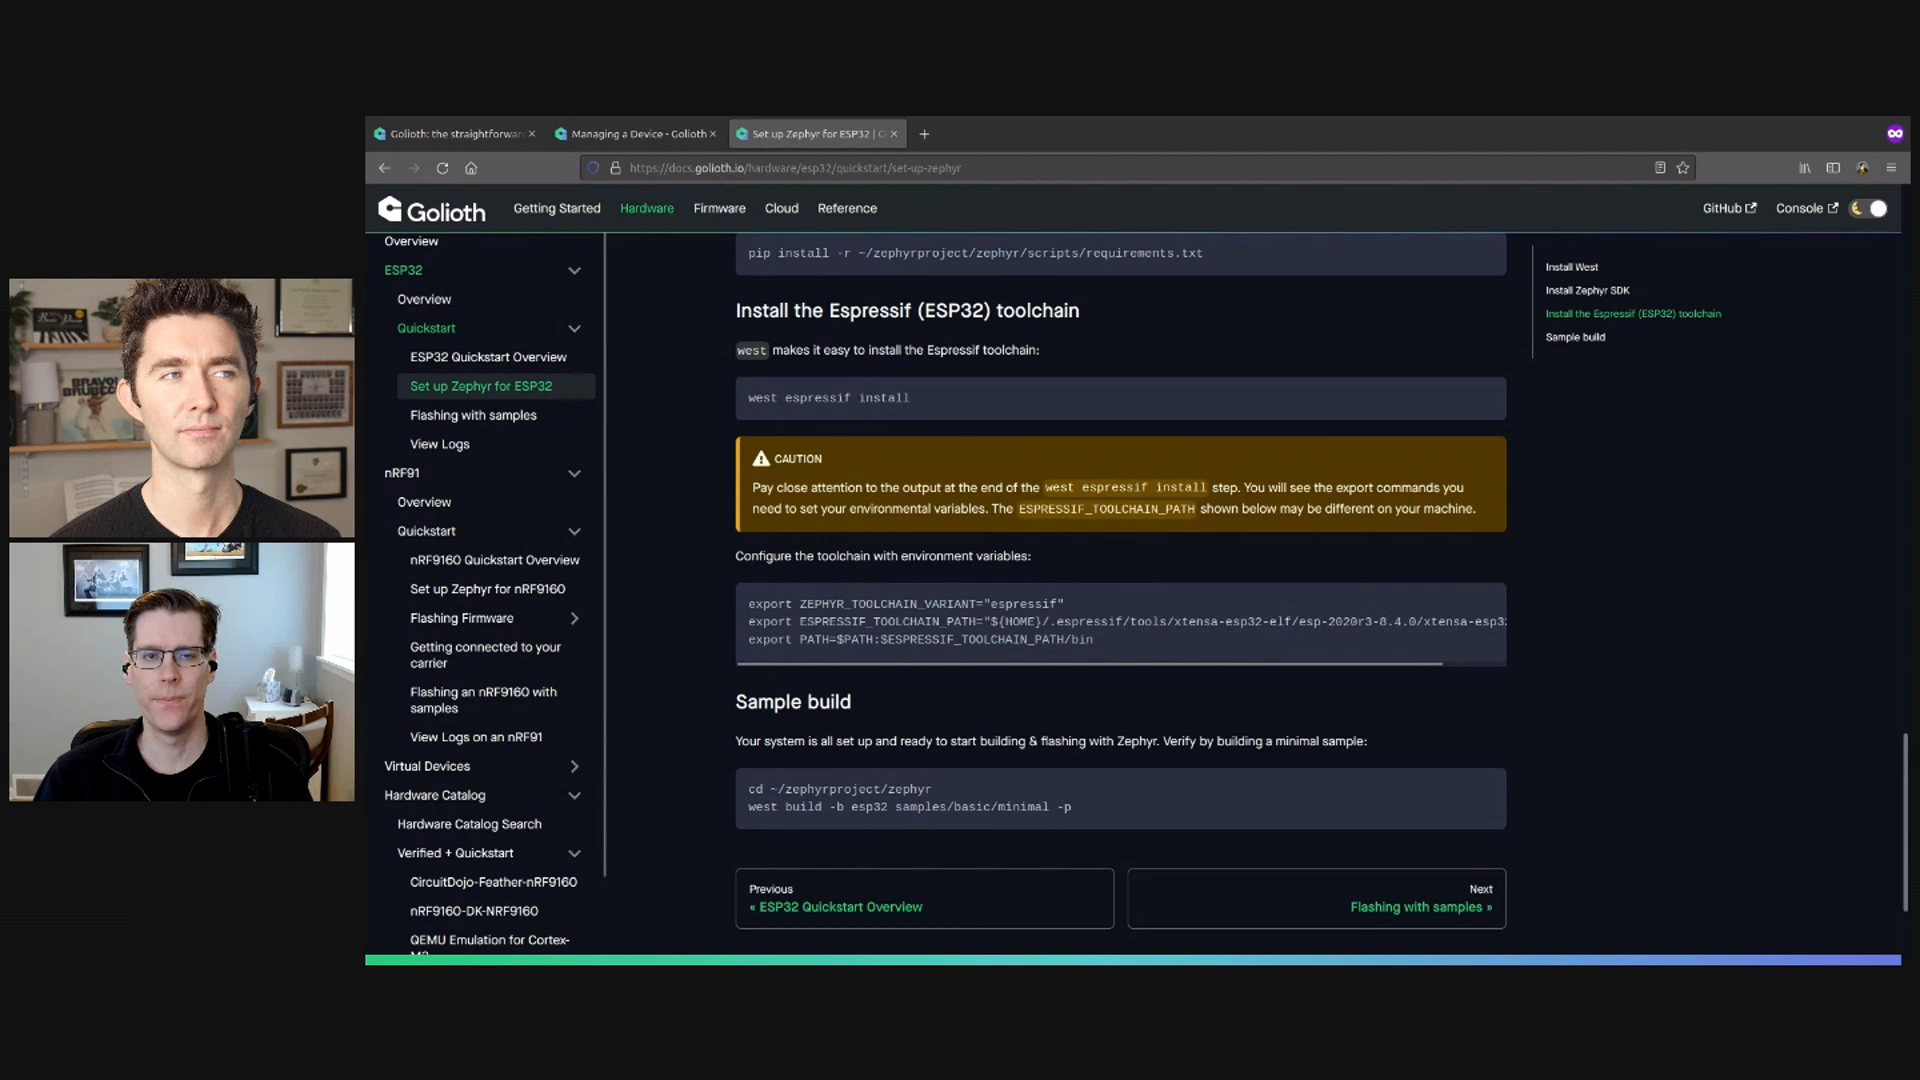 Golioth: the straightforwar
Managing a Device - Golioth
Set up Zephyr for ESP32 | G
https://docs.golioth.io/hardware/esp32/quickstart/set-up-zephyr
Golioth
Getting Started
Hardware
Firmware
Cloud
Reference
GitHub
Console
Overview
ESP32
Overview
Quickstart
ESP32 Quickstart Overview
Set up Zephyr for ESP32
Flashing with samples
View Logs
nRF91
Overview
Quickstart
nRF9160 Quickstart Overview
Set up Zephyr for nRF9160
Flashing Firmware
Getting connected to your
carrier
Flashing an nRF9160 with
samples
View Logs on an nRF91
Virtual Devices
Hardware Catalog
Hardware Catalog Search
Verified + Quickstart
CircuitDojo-Feather-nRF9160
nRF9160-DK-NRF9160
QEMU Emulation for Cortex-
pip install -r ~/zephyrproject/zephyr/scripts/requirements.txt
Install the Espressif (ESP32) toolchain
west makes it easy to install the Espressif toolchain:
west espressif install
CAUTION
Pay close attention to the output at the end of the west espressif install step. You will see the export commands you
need to set your environmental variables. The ESPRESSIF_TOOLCHAIN_PATH shown below may be different on your machine.
Configure the toolchain with environment variables:
export ZEPHYR_TOOLCHAIN_VARIANT="espressif"
export ESPRESSIF_TOOLCHAIN_PATH="${HOME}/.espressif/tools/xtensa-esp32-elf/esp-2020r3-8.4.0/xtensa-esp32
export PATH=$PATH:$ESPRESSIF_TOOLCHAIN_PATH/bin
Sample build
Your system is all set up and ready to start building & flashing with Zephyr. Verify by building a minimal sample:
cd ~/zephyrproject/zephyr
west build -b esp32 samples/basic/minimal -p
Previous
« ESP32 Quickstart Overview
Next
Flashing with samples »
Install West
Install Zephyr SDK
Install the Espressif (ESP32) toolchain
Sample build
BRAVO
BRUBEC